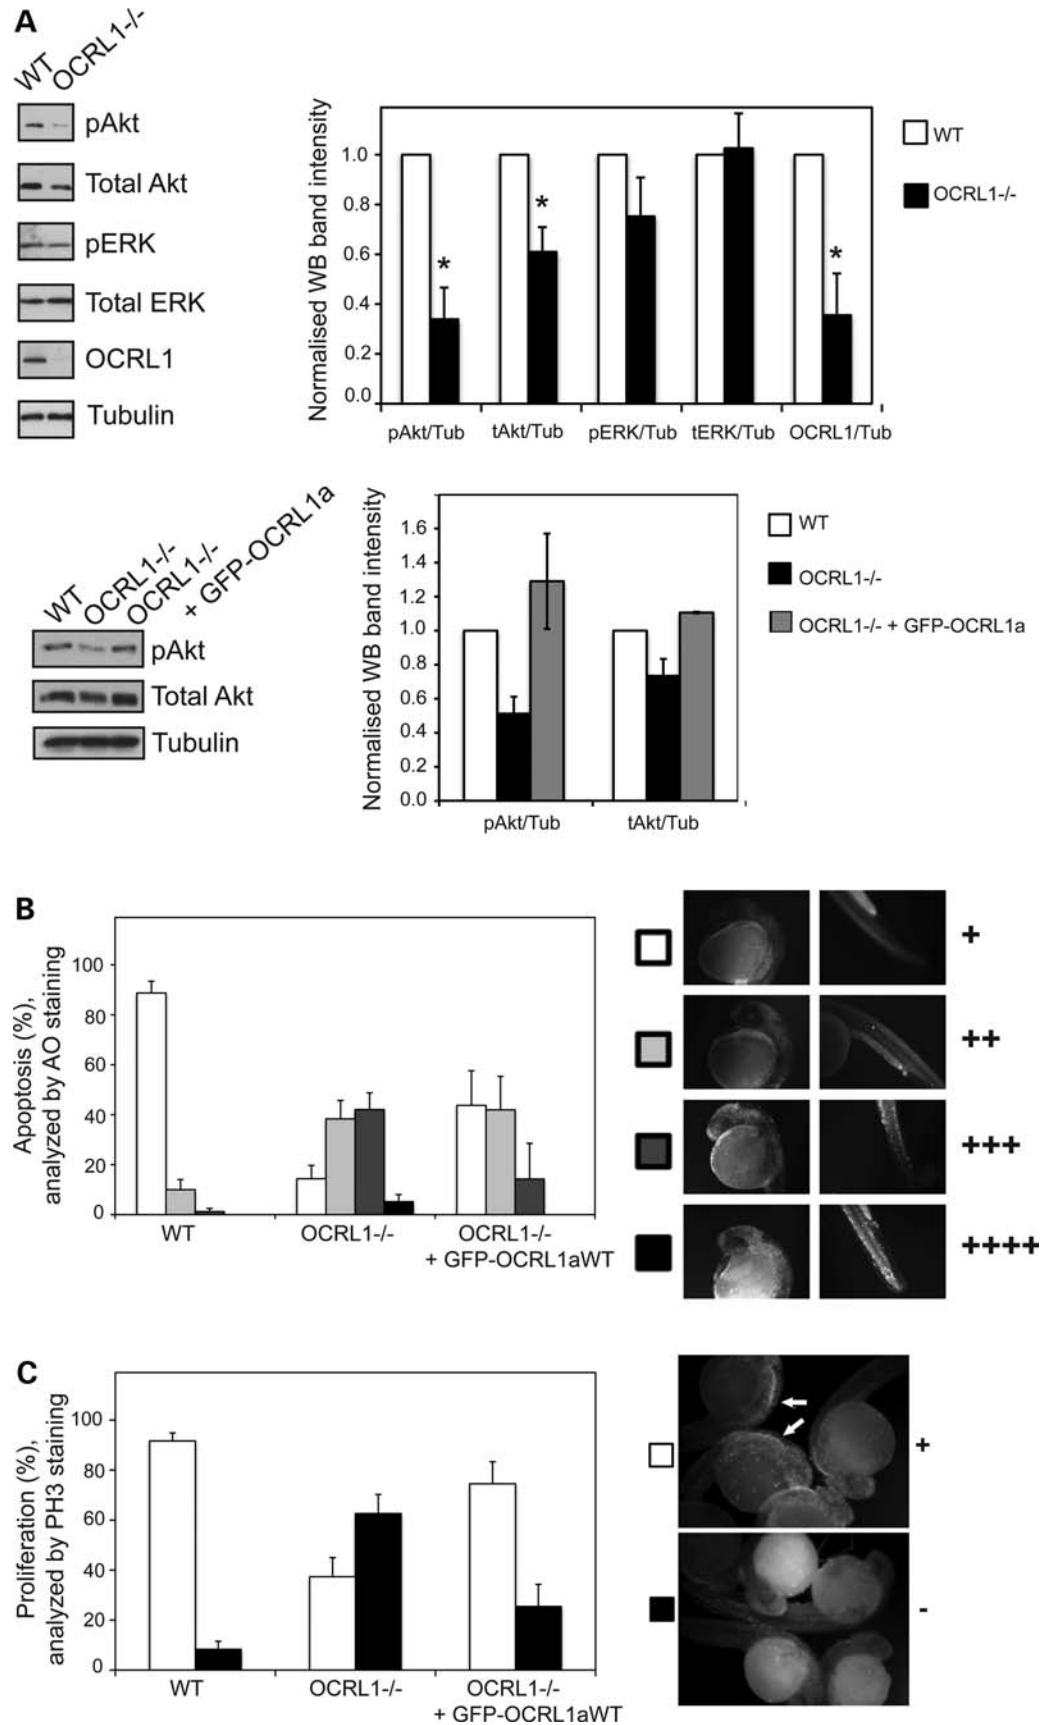 A
WT
OCRL1-/-
pAkt
Total Akt
pERK
Total ERK
OCRL1
Tubulin
Normalised WB band intensity
1.0
0.8
0.6
0.4
0.2
0.0
*
*
*
pAkt/Tub
tAkt/Tub
pERK/Tub
tERK/Tub
OCRL1/Tub
WT
OCRL1-/-
WT
OCRL1-/-
OCRL1-/-
+ GFP-OCRL1a
pAkt
Total Akt
Tubulin
Normalised WB band intensity
1.6
1.4
1.2
1.0
0.8
0.6
0.4
0.2
0.0
pAkt/Tub
tAkt/Tub
WT
OCRL1-/-
OCRL1-/- + GFP-OCRL1a
B
Apoptosis (%),
analyzed by AO staining
100
80
60
40
20
0
WT
OCRL1-/-
OCRL1-/-
+ GFP-OCRL1aWT
+
++
+++
++++
C
Proliferation (%),
analyzed by PH3 staining
100
80
60
40
20
0
WT
OCRL1-/-
OCRL1-/-
+ GFP-OCRL1aWT
+
-